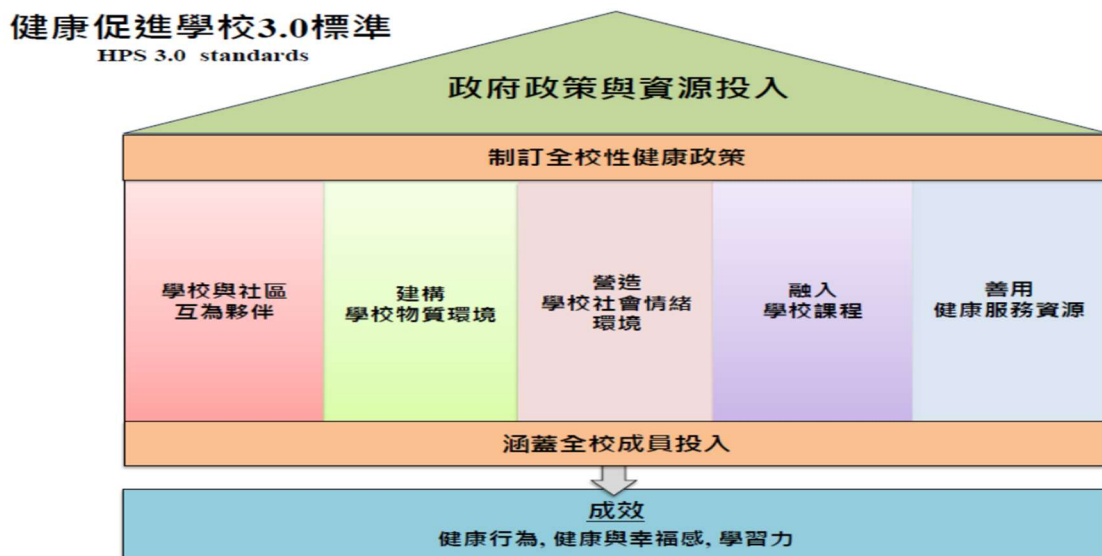 健康促進學校3.0標準
HPS 3.0 standards
政府政策與資源投入
制訂全校性健康政策
學校與社區
互為夥伴
建構
學校物質環境
營造
學校社會情緒
環境
融入
學校課程
善用
健康服務資源
涵蓋全校成員投入
成效
健康行為, 健康與幸福感, 學習力